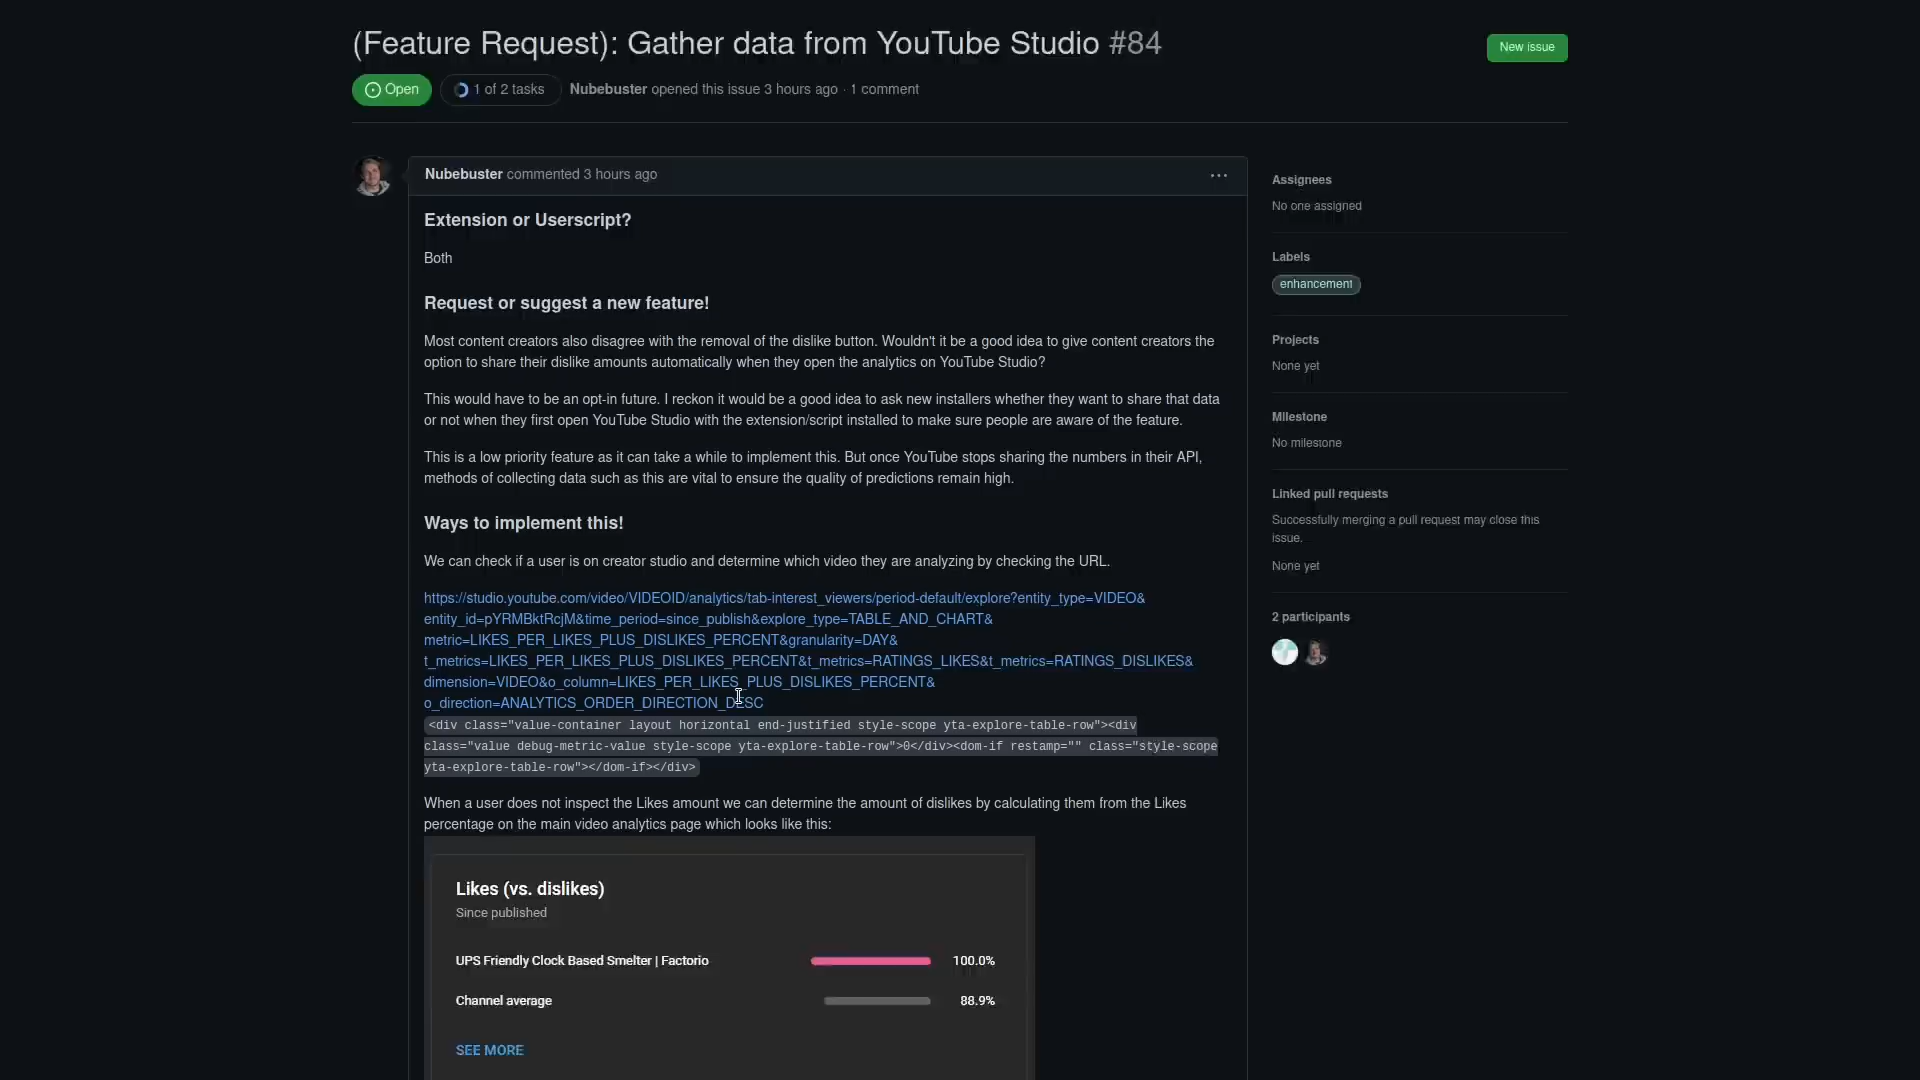 (Feature Request): Gather data from YouTube Studio #84
New issue
Open
1 of 2 tasks
Nubebuster opened this issue 3 hours ago · 1 comment
Nubebuster commented 3 hours ago
...
Extension or Userscript?
Both
Request or suggest a new feature!
Most content creators also disagree with the removal of the dislike button. Wouldn't it be a good idea to give content creators the
option to share their dislike amounts automatically when they open the analytics on YouTube Studio?
This would have to be an opt-in future. I reckon it would be a good idea to ask new installers whether they want to share that data
or not when they first open YouTube Studio with the extension/script installed to make sure people are aware of the feature.
This is a low priority feature as it can take a while to implement this. But once YouTube stops sharing the numbers in their API,
methods of collecting data such as this are vital to ensure the quality of predictions remain high.
Ways to implement this!
We can check if a user is on creator studio and determine which video they are analyzing by checking the URL.
https://studio.youtube.com/video/VIDEOID/analytics/tab-interest_viewers/period-default/explore?entity_type=VIDEO&
entity_id=pYRMBktRcjM&time_period=since_publish&explore_type=TABLE_AND_CHART&
metric=LIKES_PER_LIKES_PLUS_DISLIKES_PERCENT&granularity=DAY&
t_metrics=LIKES_PER_LIKES_PLUS_DISLIKES_PERCENT&t_metrics=RATINGS_LIKES&t_metrics=RATINGS_DISLIKES&
dimension=VIDEO&o_column=LIKES_PER_LIKES_PLUS_DISLIKES_PERCENT&
o_direction=ANALYTICS_ORDER_DIRECTION_DESC
<div class="value-container layout horizontal end-justified style-scope yta-explore-table-row"><div
class="value debug-metric-value style-scope yta-explore-table-row">0</div><dom-if restamp="" class="style-scope
yta-explore-table-row"></dom-if></div>
When a user does not inspect the Likes amount we can determine the amount of dislikes by calculating them from the Likes
percentage on the main video analytics page which looks like this:
Likes (vs. dislikes)
Since published
UPS Friendly Clock Based Smelter | Factorio 100.0%
Channel average 88.9%
SEE MORE
Assignees
No one assigned
Labels
enhancement
Projects
None yet
Milestone
No milestone
Linked pull requests
Successfully merging a pull request may close this
issue.
None yet
2 participants